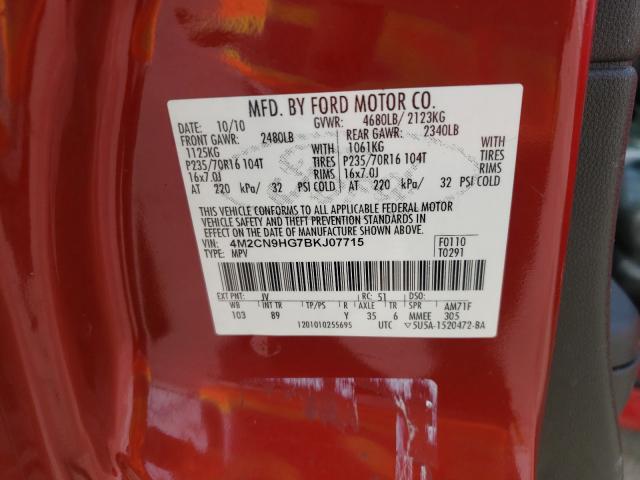 MFD. BY FORD MOTOR CO.
DATE: 10/10 GVWR: 4680LB/ 2123KG
FRONT GAWR: 2480LB REAR GAWR: 2340LB
1125KG WITH 1061KG WITH
P235/70R16 104T TIRES P235/70R16 104T TIRES
16x7.0J RIMS 16x7.0J RIMS
AT 220 kPa/ 32 PSI COLD AT 220 kPa/ 32 PSI COLD
THIS VEHICLE CONFORMS TO ALL APPLICABLE FEDERAL MOTOR
VEHICLE SAFETY AND THEFT PREVENTION STANDARDS IN
EFFECT ON THE DATE OF MANUFACTURE SHOWN ABOVE.
VIN: 4M2CN9HG7BKJ07715 F0110
TYPE: MPV T0291
EXT PNT: JV RC: 51 DSO:
WB INT TR TP/PS R AXLE TR SPR AM71F
103 89 Y 35 6 MMEE 305
1201010255695 UTC 5U5A-1520472-BA